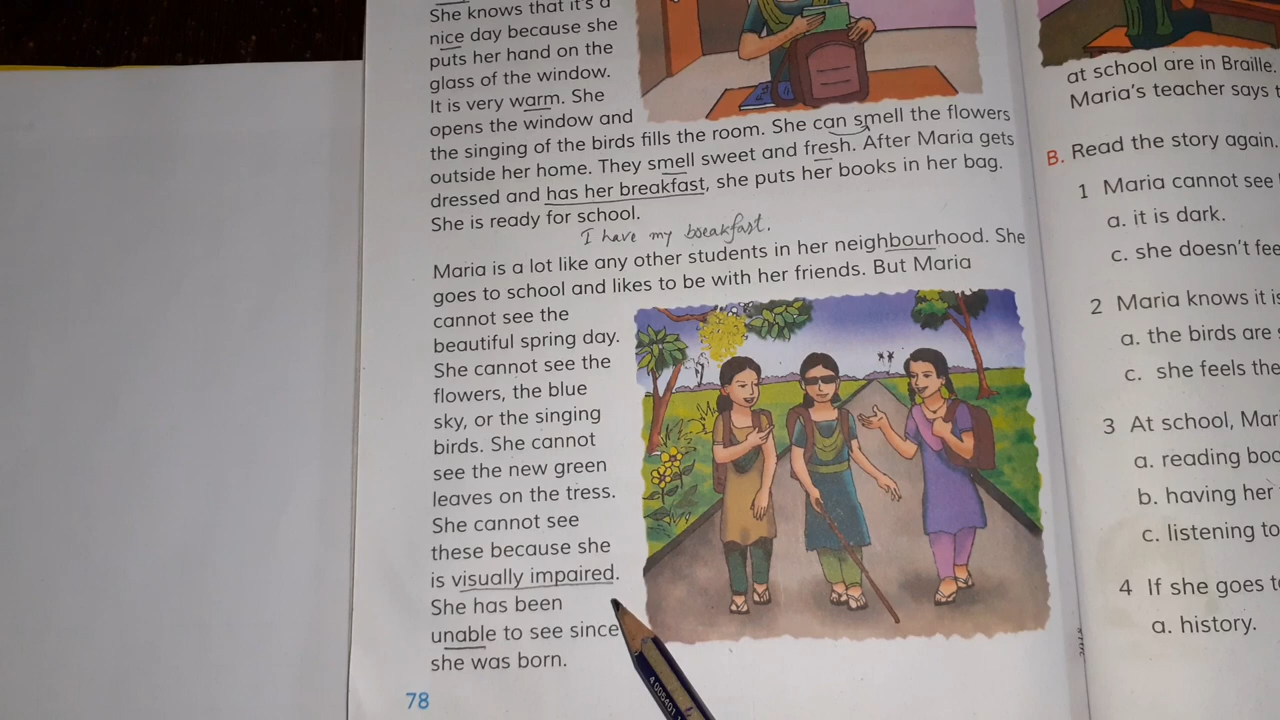 She knows that it's a
nice day because she
puts her hand on the
glass of the window.
It is very warm. She
opens the window and
the singing of the birds fills the room. She can smell the flowers
outside her home. They smell sweet and fresh. After Maria gets
dressed and has her breakfast, she puts her books in her bag.
She is ready for school.
I have my breakfast.
Maria is a lot like any other students in her neighbourhood. She
goes to school and likes to be with her friends. But Maria
cannot see the
beautiful spring day.
She cannot see the
flowers, the blue
sky, or the singing
birds. She cannot
see the new green
leaves on the tress.
She cannot see
these because she
is visually impaired.
She has been
unable to see since
she was born.
78
at school are in Braille.
Maria's teacher says
B. Read the story again.
1 Maria cannot see
a. it is dark.
c. she doesn't fee
2 Maria knows it is
a. the birds are
c. she feels the
3 At school, Mar
a. reading boo
b. having her
c. listening to
4 If she goes to
a. history.